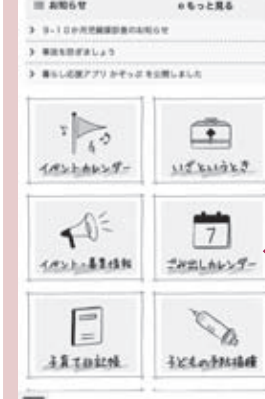 お知らせ
もっと見る
9~10か月児健康診査のお知らせ
事故を防ぎましょう
暮らし応援アプリ かぞっぷ を公開しました
イベントカレンダー
いざというとき
イベント・募集情報
7
ごみ出しカレンダー
子育て日記帳
子どもの予防接種